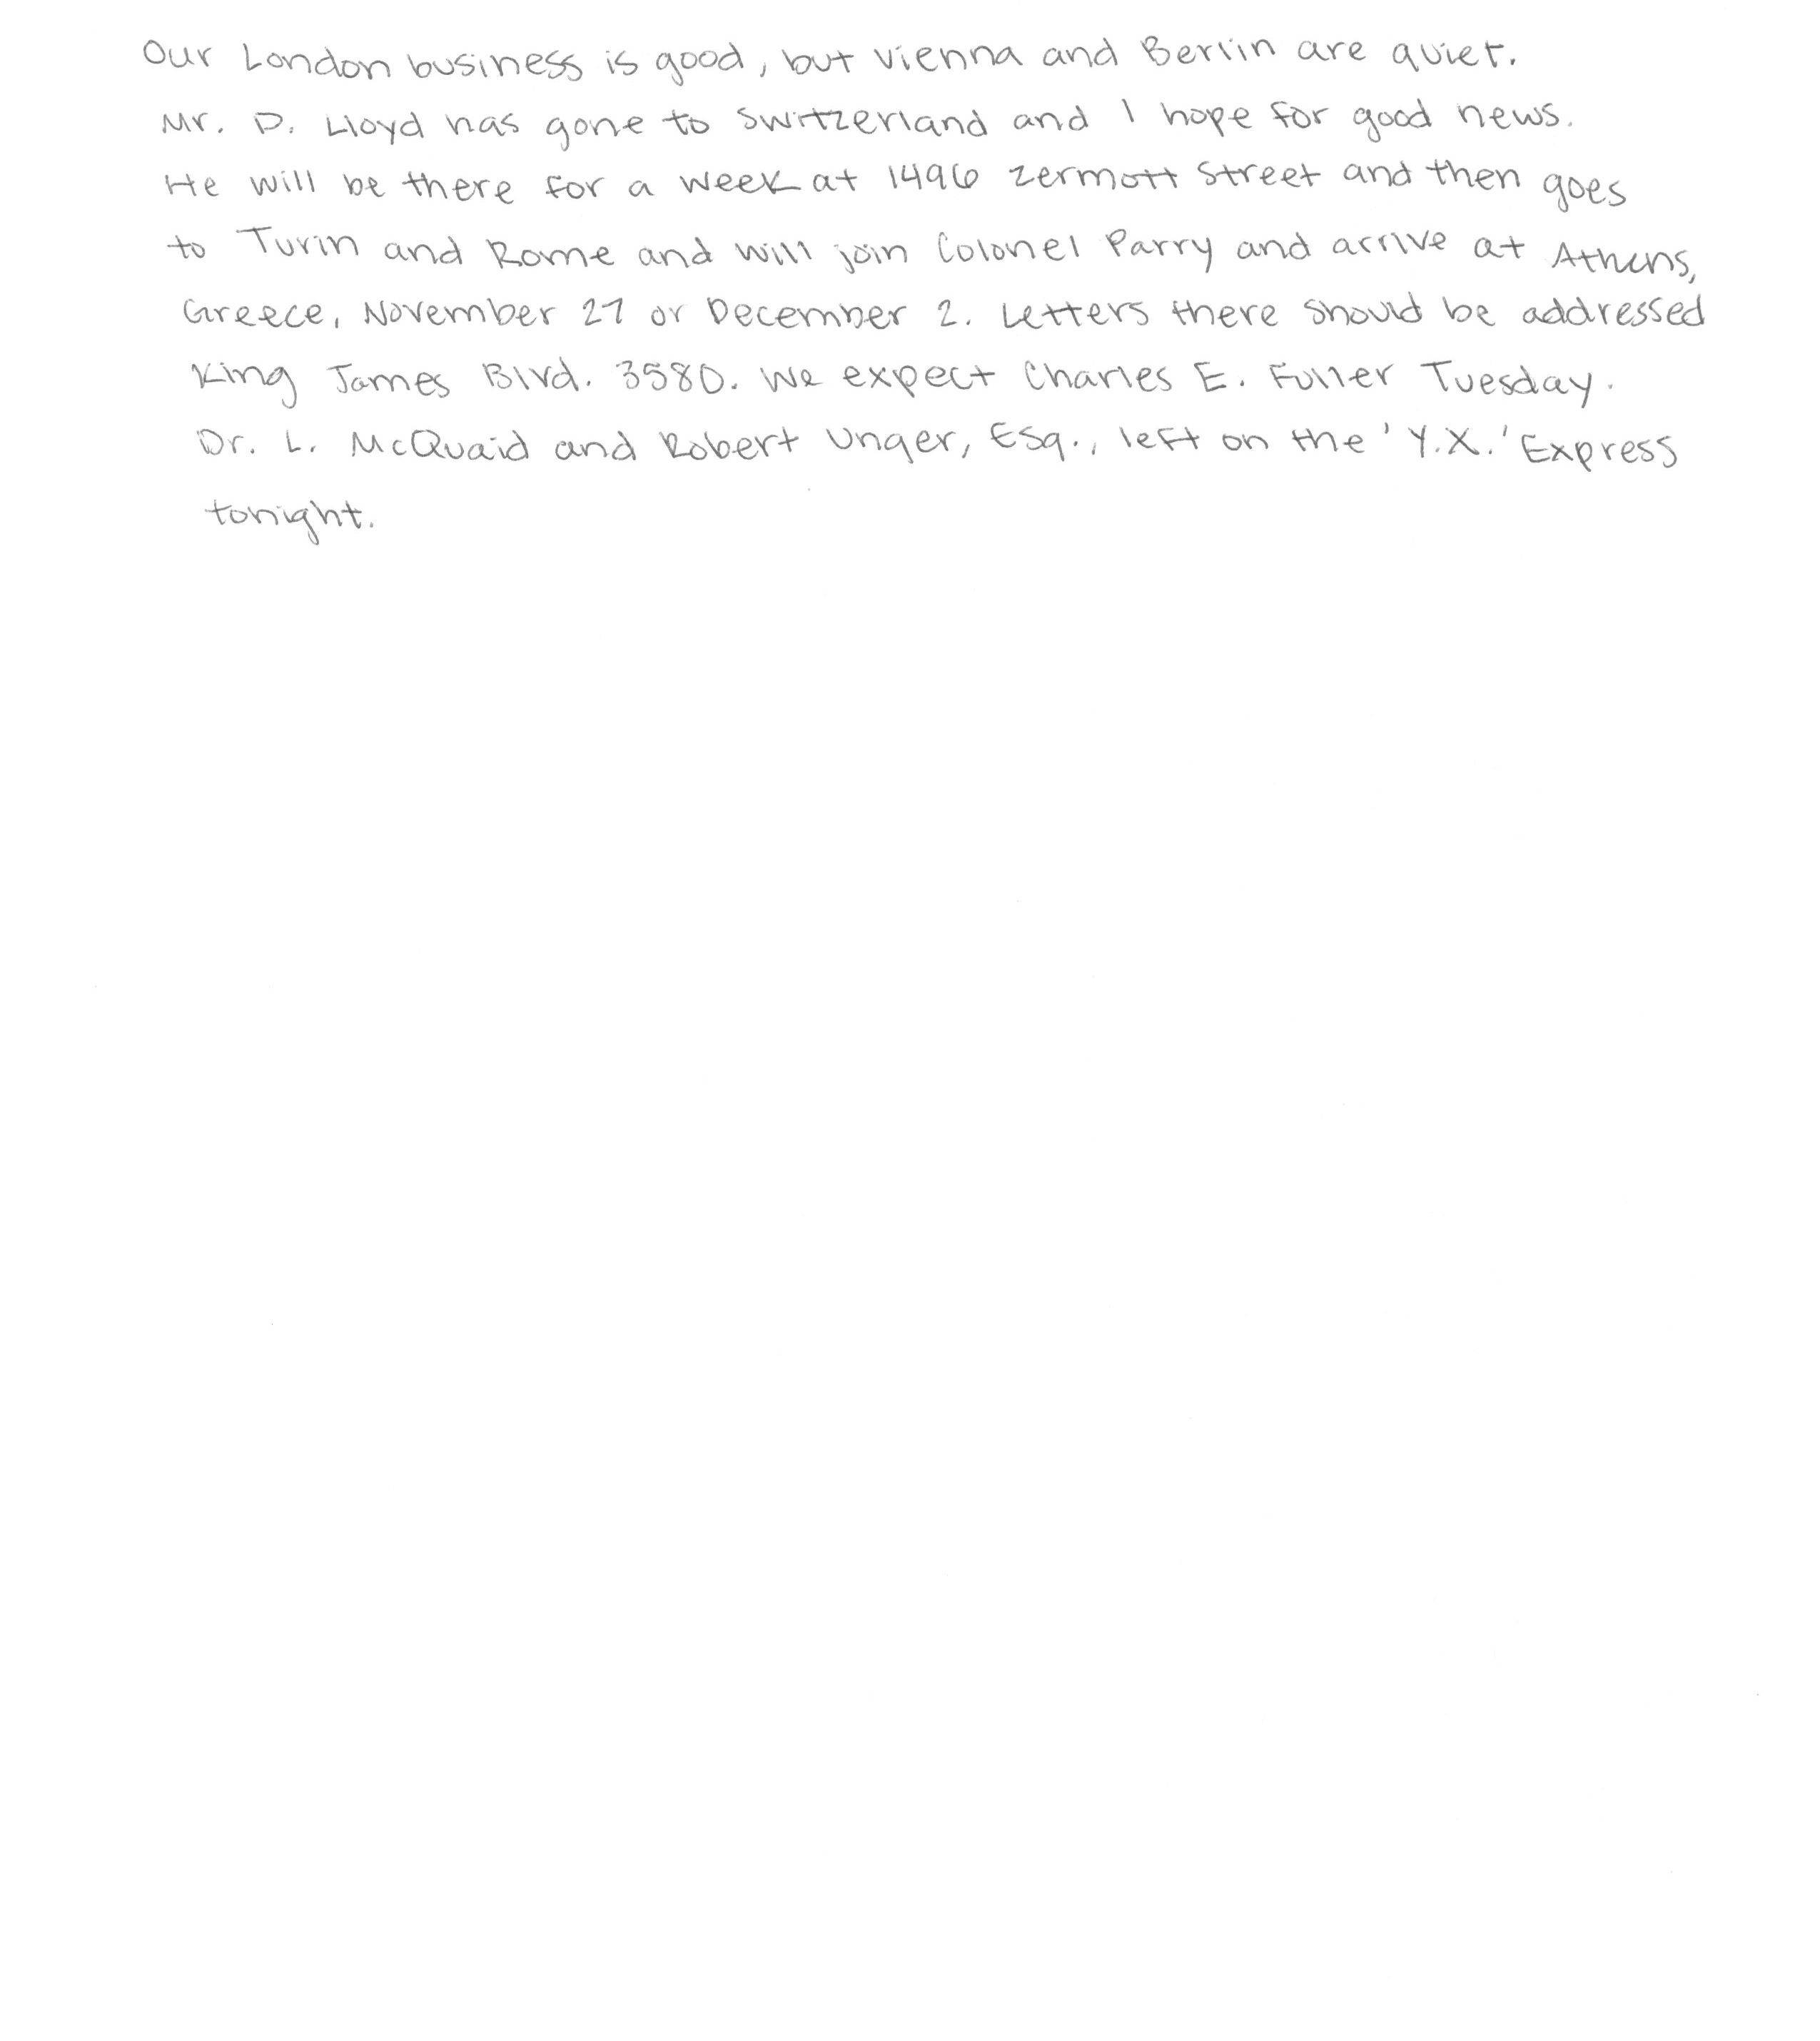 Our London business is good, but Vienna and Berlin are quiet.
Mr. D. Lloyd has gone to Switzerland and I hope for good news.
He will be there for a week at 1496 Zermott Street and then goes
to Turin and Rome and will join Colonel Parry and arrive at Athens,
Greece, November 27 or December 2. Letters there should be addressed
King James Blvd. 3580. We expect Charles E. Fuller Tuesday.
Dr. L. McQuaid and Robert Unger, Esq., left on the 'Y.X.' Express
tonight.